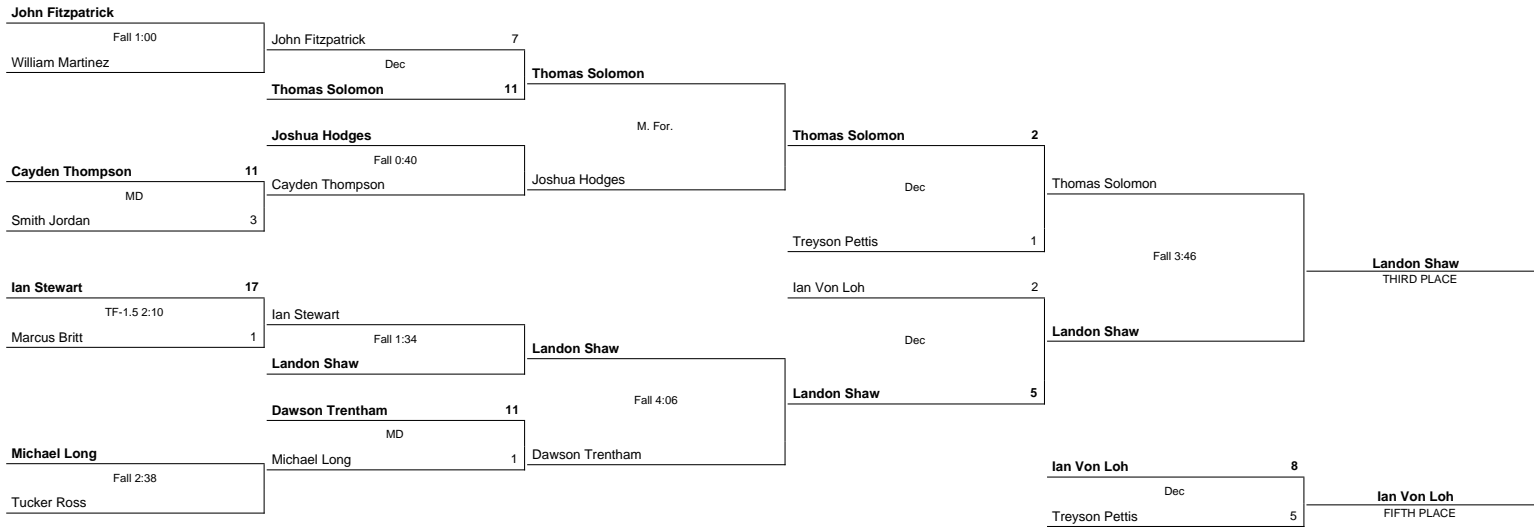 John Fitzpatrick
Fall 1:00
William Martinez
Cayden Thompson 11
MD
Smith Jordan 3
Ian Stewart 17
TF-1.5 2:10
Marcus Britt 1
Michael Long
Fall 2:38
Tucker Ross
John Fitzpatrick 7
Dec
Thomas Solomon 11
Joshua Hodges
Fall 0:40
Cayden Thompson
Ian Stewart
Fall 1:34
Landon Shaw
Dawson Trentham 11
MD
Michael Long 1
Thomas Solomon
M. For.
Joshua Hodges
Landon Shaw
Fall 4:06
Dawson Trentham
Thomas Solomon 2
Dec
Treyson Pettis 1
Ian Von Loh 2
Dec
Landon Shaw 5
Thomas Solomon
Fall 3:46
Landon Shaw
Landon Shaw
THIRD PLACE
Ian Von Loh 8
Dec
Treyson Pettis 5
Ian Von Loh
FIFTH PLACE